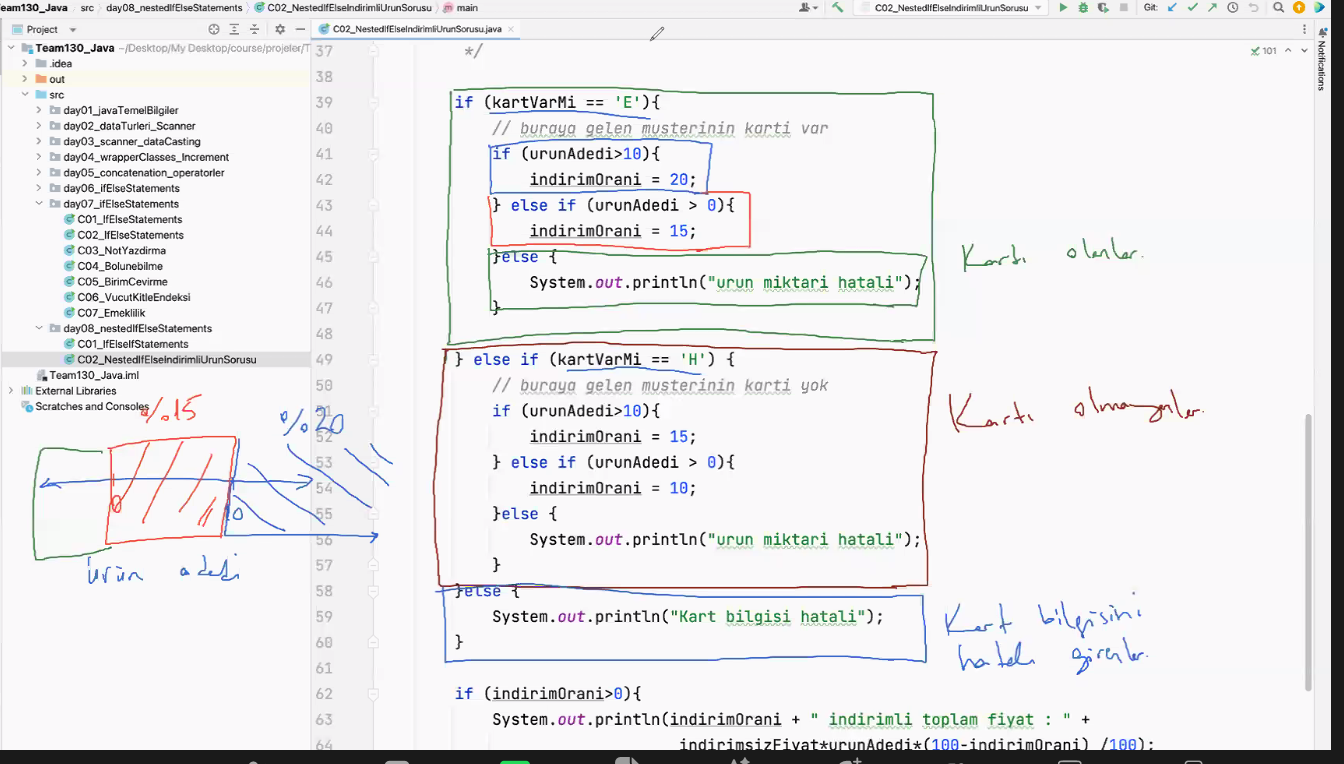 Team130_Java src day08_nestedIfElseStatements C02_NestedIfElseIndirimliUrunSorusu main
C02_NestedIfElseIndirimliUrunSorusu
Git:
Project
C02_NestedIfElseIndirimliUrunSorusu.java
Team130_Java ~/Desktop/My Desktop/course/projeler/T
.idea
out
src
day01_javaTemelBilgiler
day02_dataTurleri_Scanner
day03_scanner_dataCasting
day04_wrapperClasses_Increment
day05_concatenation_operatorler
day06_ifElseStatements
day07_ifElseStatements
C01_IfElseStatements
C02_IfElseStatements
C03_NotYazdirma
C04_Bolunebilme
C05_BirimCevirme
C06_VucutKitleEndeksi
C07_Emeklilik
day08_nestedIfElseStatements
C01_IfElseIfStatements
C02_NestedIfElseIndirimliUrunSorusu
Team130_Java.iml
External Libraries
Scratches and Consoles
%15
%20
0
10
Ürün adedi
101
Notifications
37 */
38
39 if (kartVarMi == 'E'){
40 // buraya gelen musterinin karti var
41 if (urunAdedi>10){
42 indirimOrani = 20;
43 } else if (urunAdedi > 0){
44 indirimOrani = 15;
45 }else {
46 System.out.println("urun miktari hatali");
47 }
48
49 } else if (kartVarMi == 'H') {
50 // buraya gelen musterinin karti yok
51 if (urunAdedi>10){
52 indirimOrani = 15;
53 } else if (urunAdedi > 0){
54 indirimOrani = 10;
55 }else {
56 System.out.println("urun miktari hatali");
57 }
58 }else {
59 System.out.println("Kart bilgisi hatali");
60 }
61
62 if (indirimOrani>0){
63 System.out.println(indirimOrani + " indirimli toplam fiyat : " +
64 indirimsizFiyat*urunAdedi*(100-indirimOrani) /100);
Kartı olanlar.
Kartı olmayanlar.
Kart bilgisini
hatalı girenler.